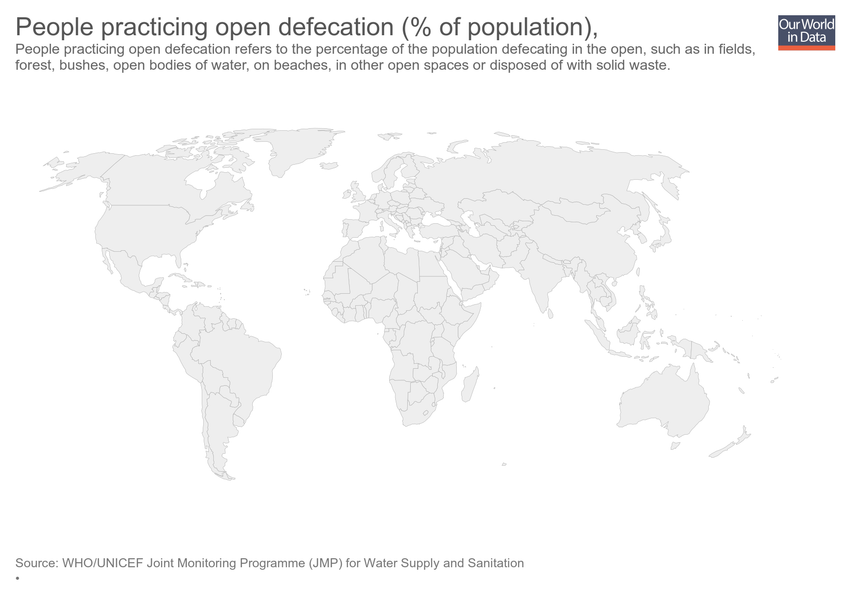 People practicing open defecation (% of population),
Our World
in Data
People practicing open defecation refers to the percentage of the population defecating in the open, such as in fields,
forest, bushes, open bodies of water, on beaches, in other open spaces or disposed of with solid waste.
Source: WHO/UNICEF Joint Monitoring Programme (JMP) for Water Supply and Sanitation
•